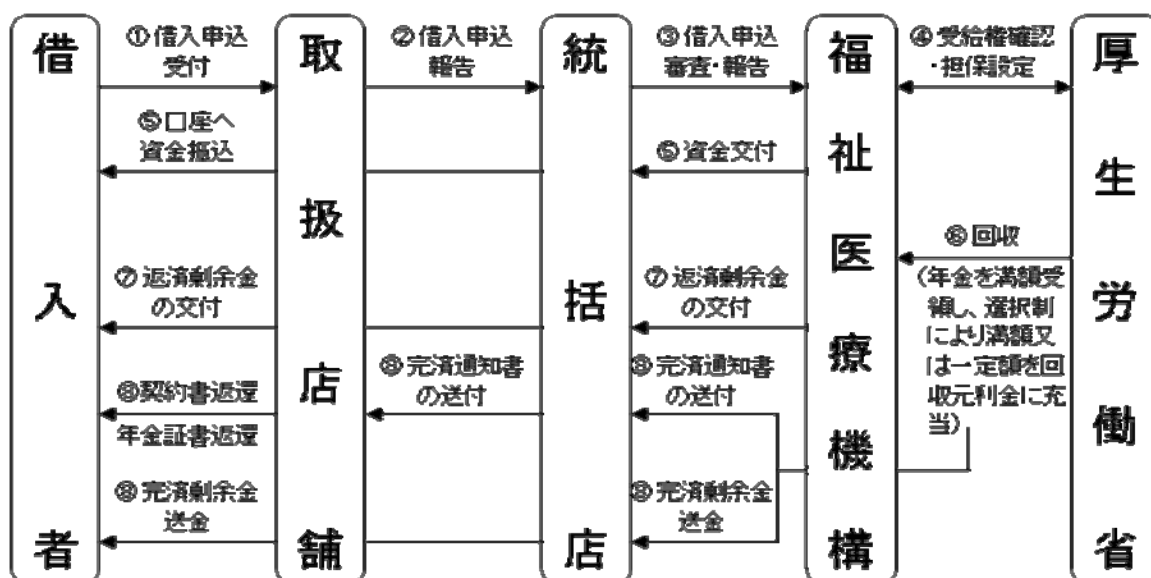 借入者
取扱店舗
統括店
福祉医療機構
厚生労働省
①借入申込
受付
②借入申込
報告
③借入申込
審査・報告
④受給権確認
・担保設定
⑤口座へ
資金振込
⑤資金交付
⑥回収
(年金を満額受
領し、選択制
により満額又
は一定額を回
収元利金に充
当)
⑦返済剰余金
の交付
⑦返済剰余金
の交付
⑧契約書返還
年金証書返還
⑧完済通知書
の送付
⑧完済通知書
の送付
⑧完済剰余金
送金
⑧完済剰余金
送金